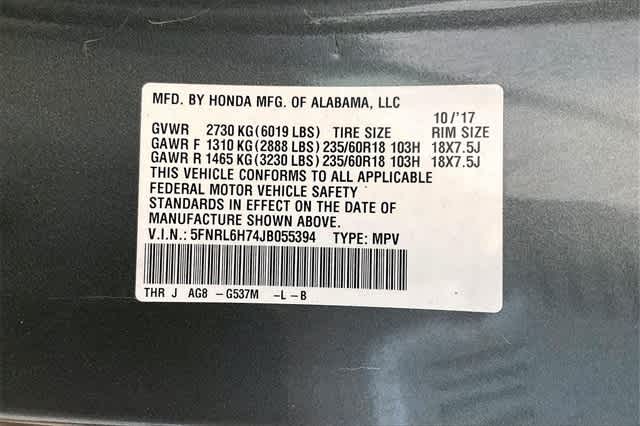 MFD. BY HONDA MFG. OF ALABAMA, LLC
10/'17
GVWR 2730 KG(6019 LBS) TIRE SIZE RIM SIZE
GAWR F 1310 KG(2888 LBS) 235/60R18 103H 18X7.5J
GAWR R 1465 KG(3230 LBS) 235/60R18 103H 18X7.5J
THIS VEHICLE CONFORMS TO ALL APPLICABLE
FEDERAL MOTOR VEHICLE SAFETY
STANDARDS IN EFFECT ON THE DATE OF
MANUFACTURE SHOWN ABOVE.
V.I.N.: 5FNRL6H74JB055394 TYPE: MPV
THR J AG8 - G537M -L-B